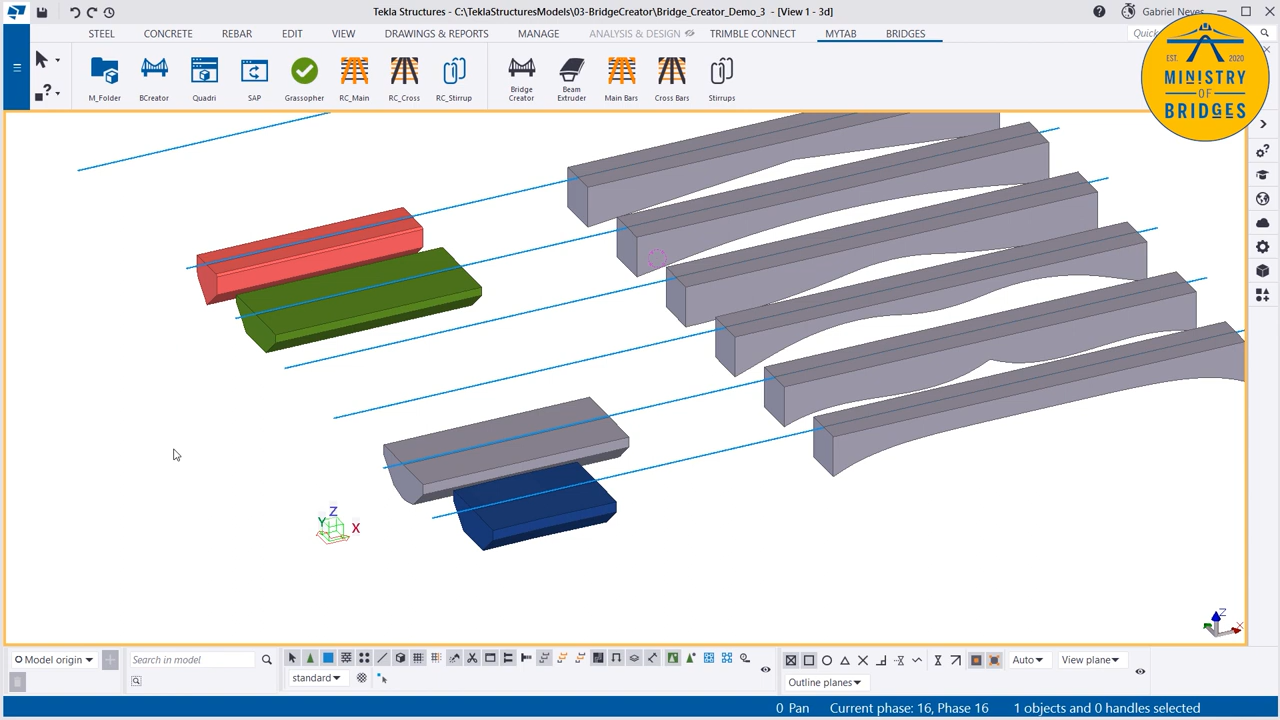 Tekla Structures - C:\TeklaStructuresModels\03-BridgeCreator\Bridge_Creator_Demo_3 - [View 1 - 3d]
Gabriel Neves
STEEL CONCRETE REBAR EDIT VIEW DRAWINGS & REPORTS MANAGE ANALYSIS & DESIGN TRIMBLE CONNECT MYTAB BRIDGES
M_Folder BCreator Quadri SAP Grassopher RC_Main RC_Cross RC_Stirrup
Bridge Creator
Beam Extruder
Main Bars Cross Bars Stirrups
EST. 2020
MINISTRY
OF
BRIDGES
Z
Y
X
Z
Model origin
Search in model
Auto
View plane
standard
Outline planes
0 Pan Current phase: 16, Phase 16 1 objects and 0 handles selected